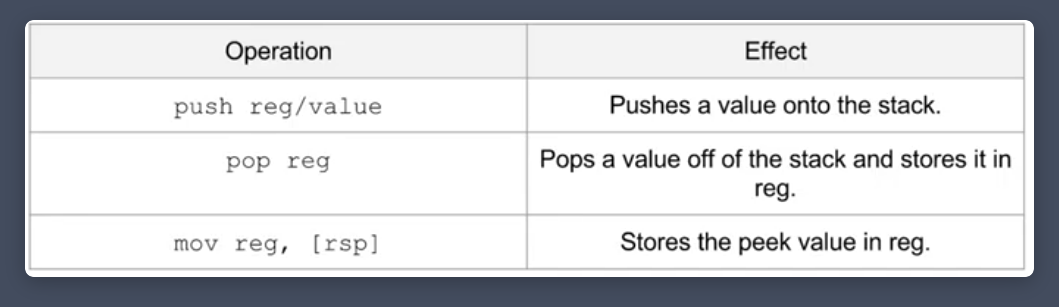 Operation
Effect
push reg/value
Pushes a value onto the stack.
pop reg
Pops a value off of the stack and stores it in
reg.
mov reg, [rsp]
Stores the peek value in reg.